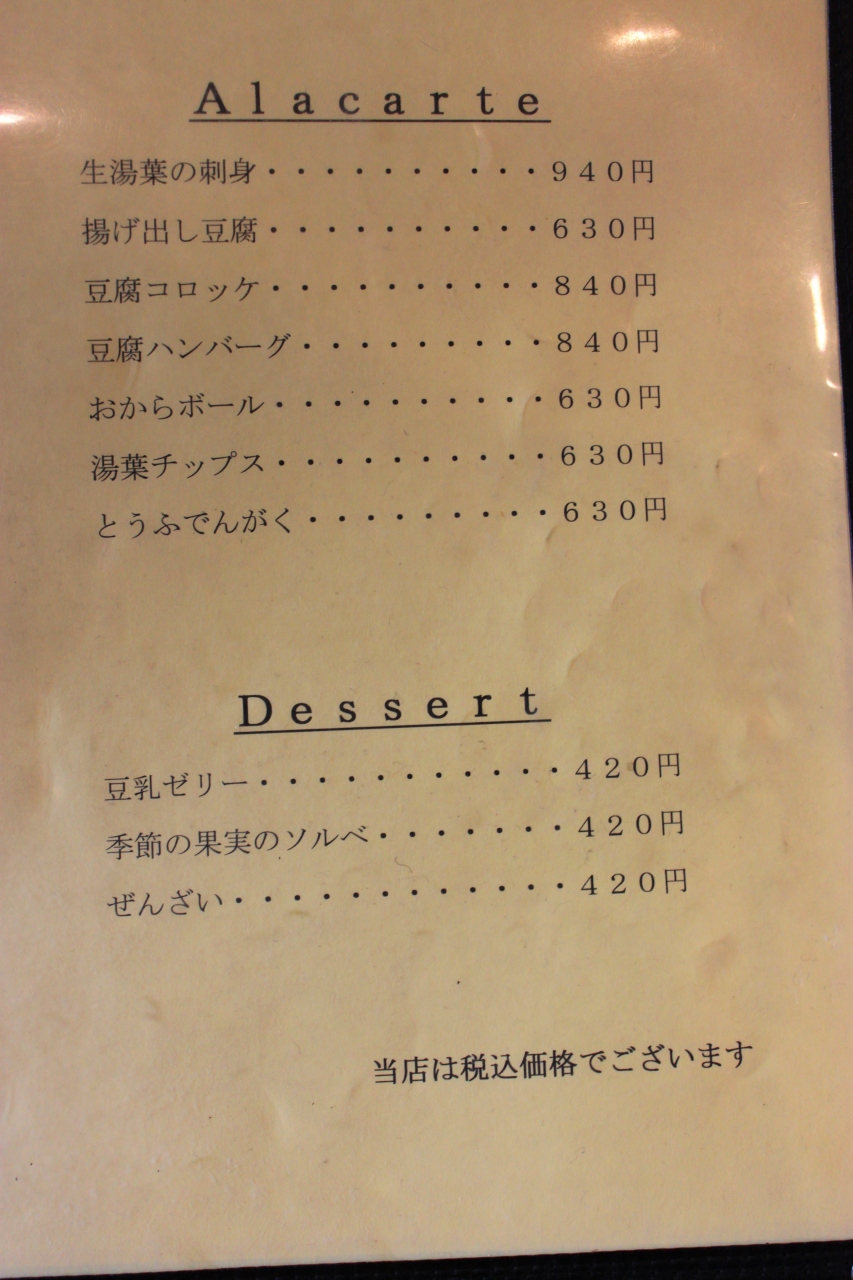 Alacarte
生湯葉の刺身・・・・・・・・・・９４０円
揚げ出し豆腐・・・・・・・・・・６３０円
豆腐コロッケ・・・・・・・・・・８４０円
豆腐ハンバーグ・・・・・・・・・８４０円
おからボール・・・・・・・・・・６３０円
湯葉チップス・・・・・・・・・・６３０円
とうふでんがく・・・・・・・・・６３０円
Dessert
豆乳ゼリー・・・・・・・・・・・４２０円
季節の果実のソルベ・・・・・・・４２０円
ぜんざい・・・・・・・・・・・・４２０円
当店は税込価格でございます